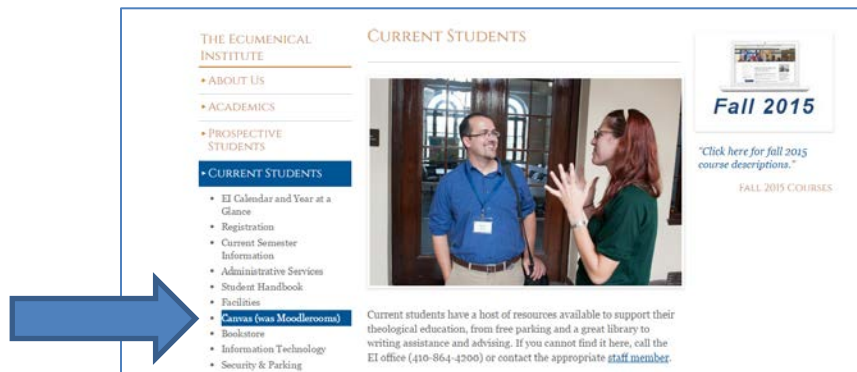 THE ECUMENICAL
INSTITUTE
ABOUT US
ACADEMICS
PROSPECTIVE
STUDENTS
CURRENT STUDENTS
EI Calendar and Year at a
Glance
Registration
Current Semester
Information
Administrative Services
Student Handbook
Facilities
Canvas (was Moodlerooms)
Bookstore
Information Technology
Security & Parking
CURRENT STUDENTS
Current students have a host of resources available to support their
theological education, from free parking and a great library to
writing assistance and advising. If you cannot find it here, call the
EI office (410-864-4200) or contact the appropriate staff member.
Fall 2015
"Click here for fall 2015
course descriptions."
FALL 2015 COURSES